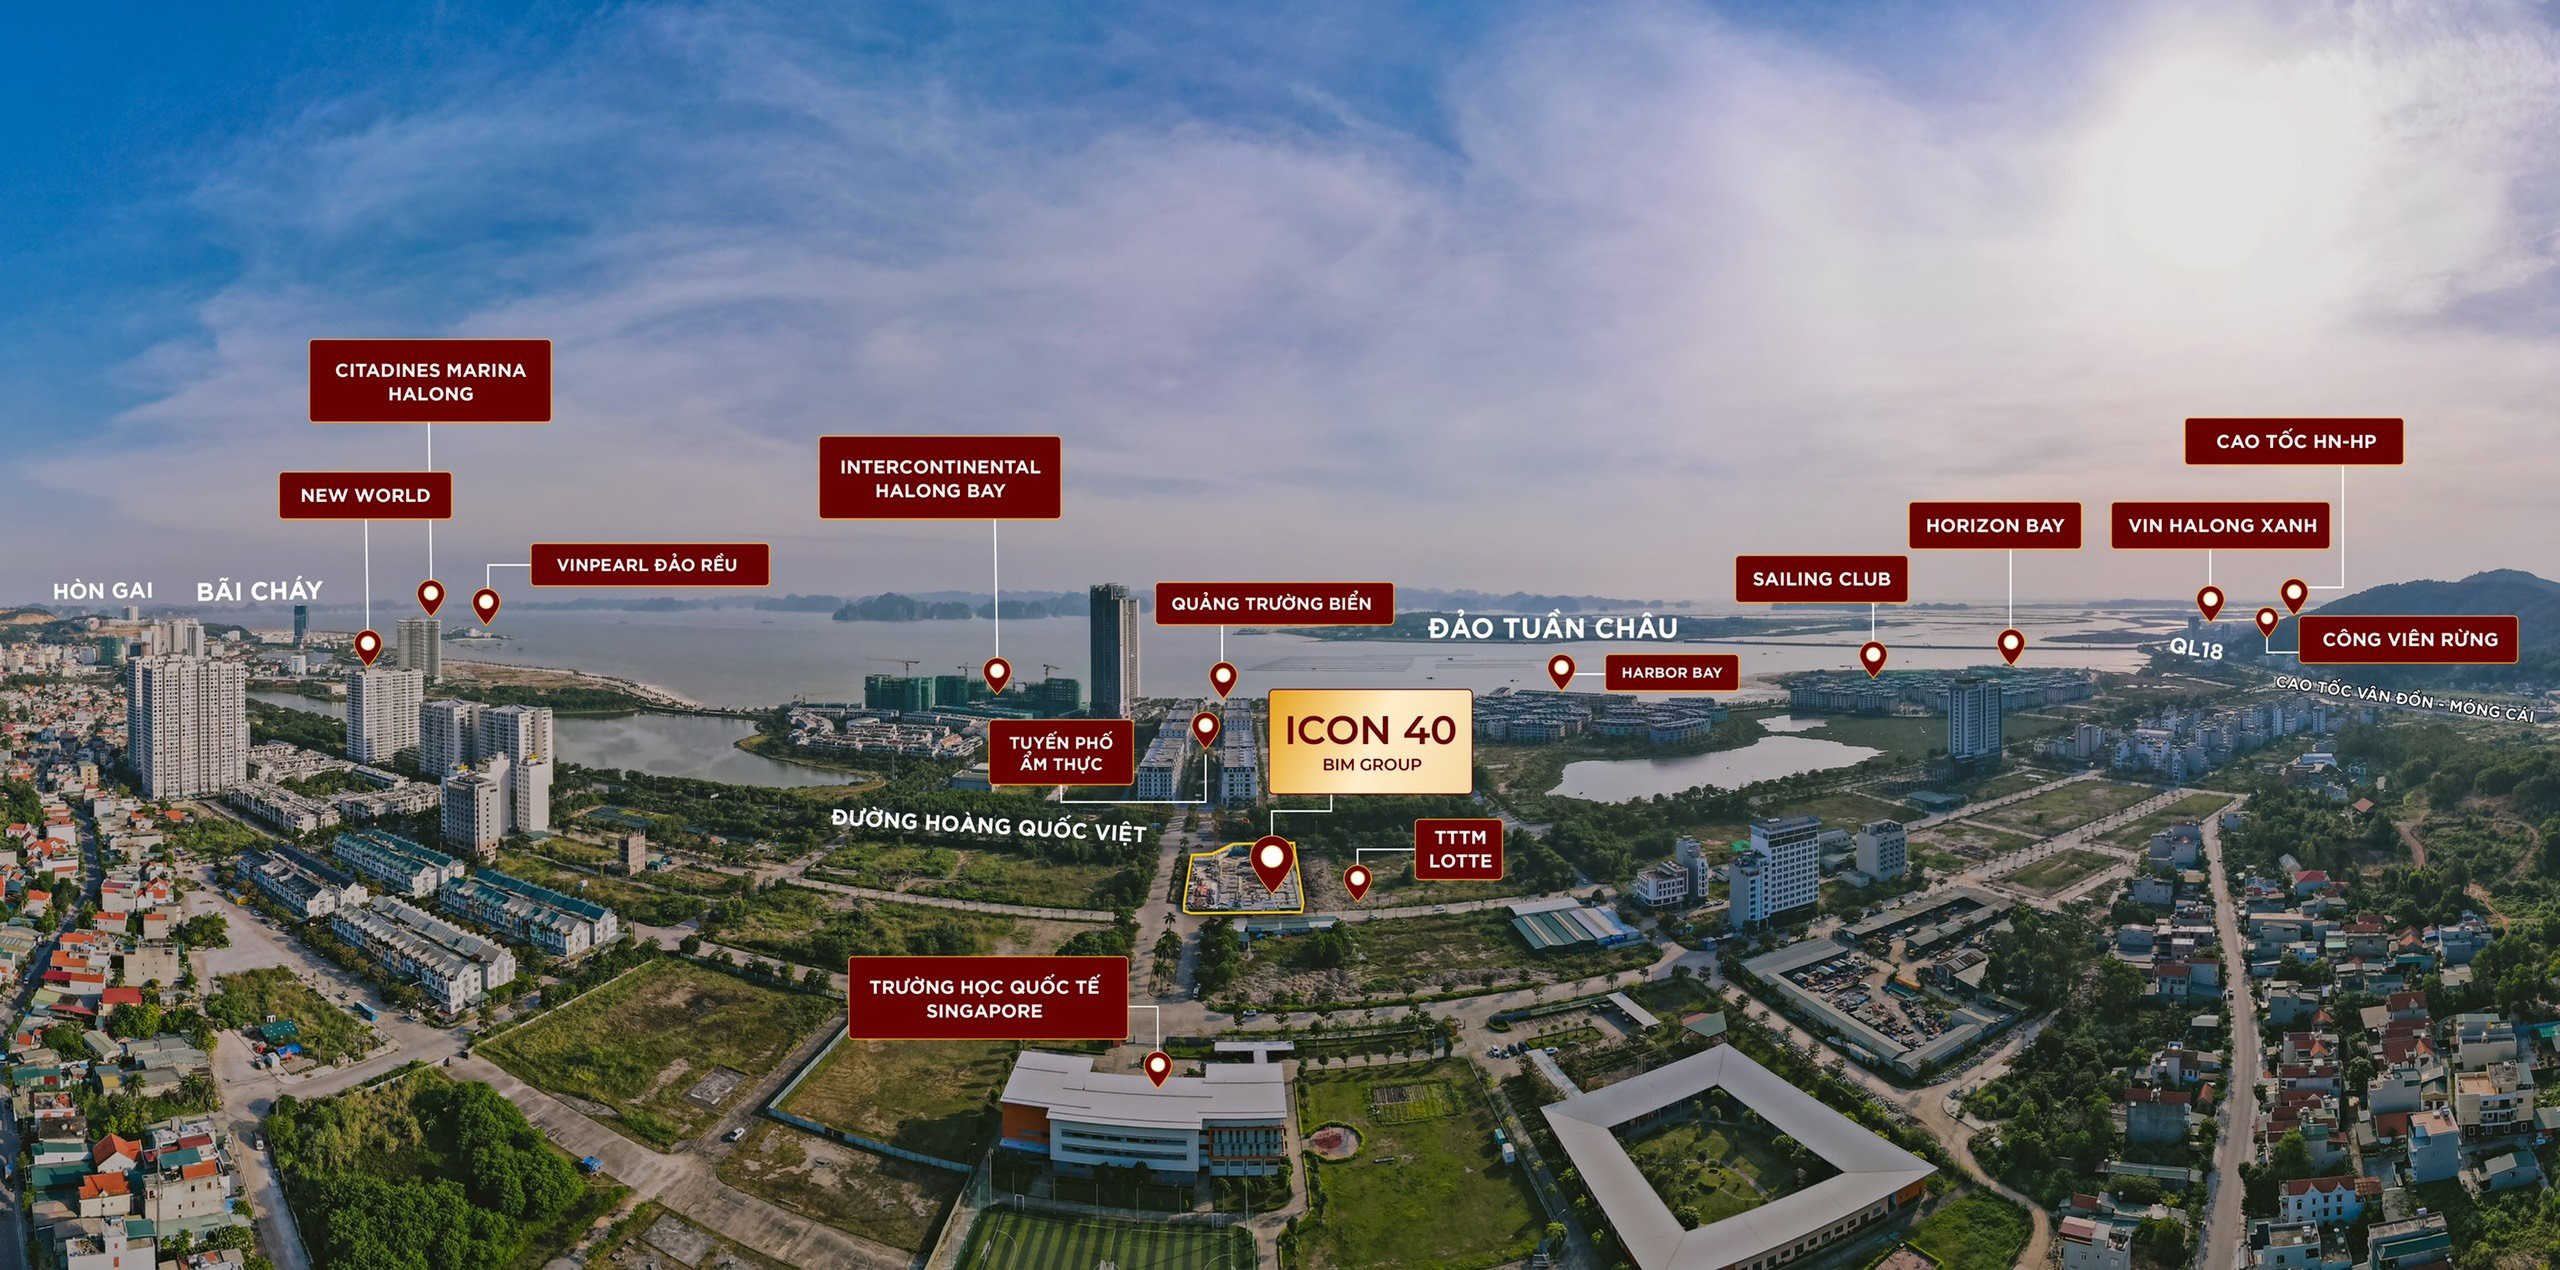 CITADINES MARINA
HALONG
NEW WORLD
VINPEARL ĐẢO RỀU
HÒN GAI
BÃI CHÁY
INTERCONTINENTAL
HALONG BAY
QUẢNG TRƯỜNG BIỂN
ĐẢO TUẦN CHÂU
HARBOR BAY
SAILING CLUB
HORIZON BAY
VIN HALONG XANH
CAO TỐC HN-HP
CÔNG VIÊN RỪNG
QL18
CAO TỐC VÂN ĐỒN - MÓNG CÁI
TUYẾN PHỐ
ẨM THỰC
ICON 40
BIM GROUP
ĐƯỜNG HOÀNG QUỐC VIỆT
TTTM
LOTTE
TRƯỜNG HỌC QUỐC TẾ
SINGAPORE